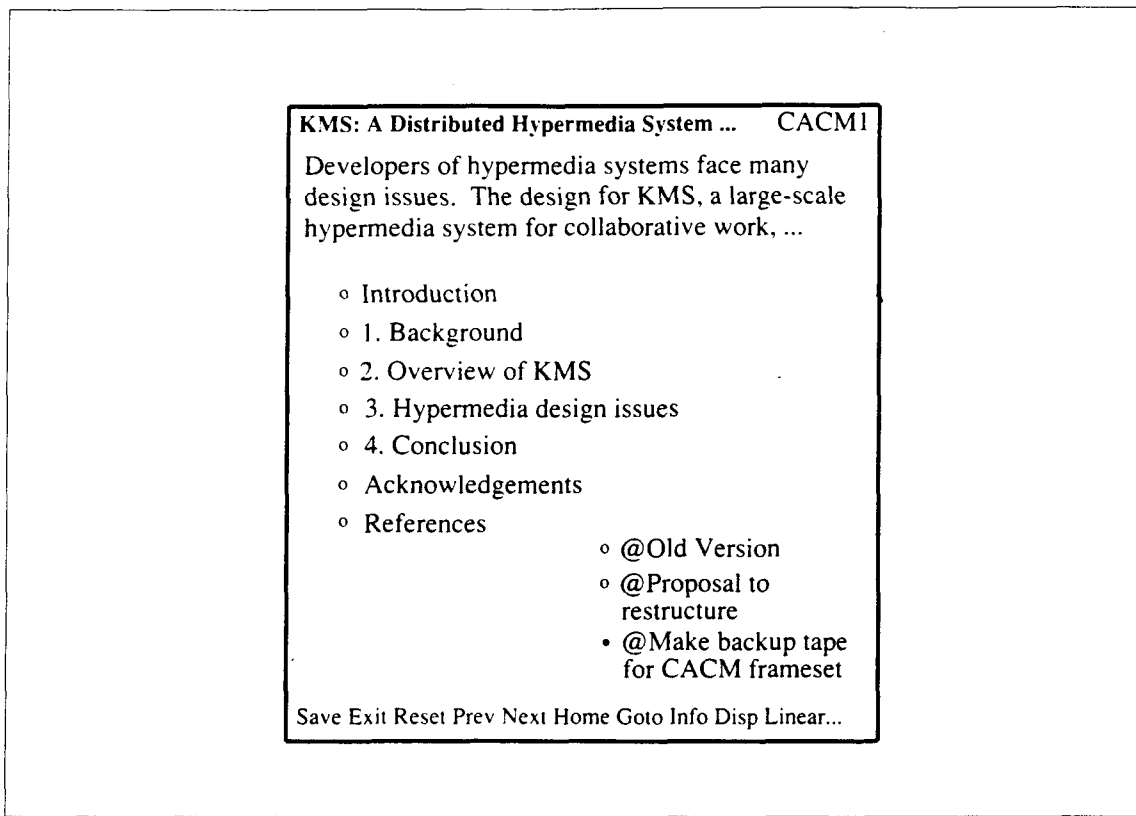 KMS: A Distributed Hypermedia System ... CACM1
Developers of hypermedia systems face many
design issues. The design for KMS, a large-scale
hypermedia system for collaborative work, ...
o Introduction
o 1. Background
o 2. Overview of KMS
o 3. Hypermedia design issues
o 4. Conclusion
o Acknowledgements
o References
o @Old Version
o @Proposal to
restructure
• @Make backup tape
for CACM frameset
Save Exit Reset Prev Next Home Goto Info Disp Linear...